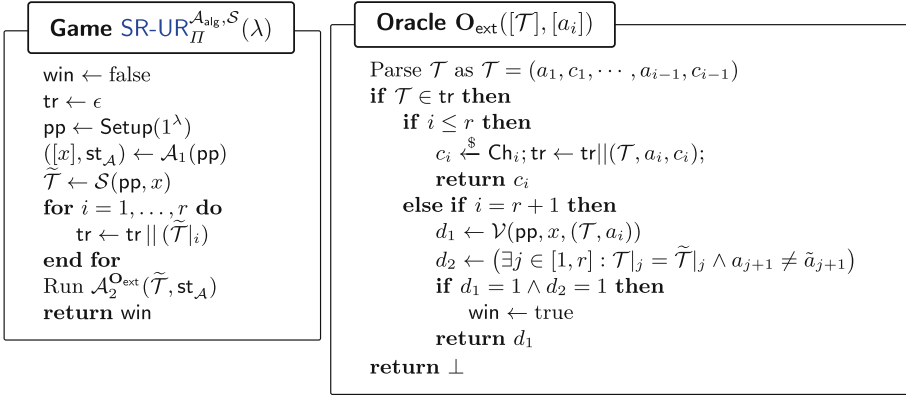 Game SR-UR_Π^{𝒜_alg,𝒮}(λ)
win ← false
tr ← ϵ
pp ← Setup(1^λ)
([x], st_𝒜) ← 𝒜_1(pp)
𝒯̃ ← 𝒮(pp, x)
for i = 1, . . . , r do
tr ← tr || (𝒯̃|_i)
end for
Run 𝒜_2^{O_ext}(𝒯̃, st_𝒜)
return win
Oracle O_ext([𝒯], [a_i])
Parse 𝒯 as 𝒯 = (a_1, c_1, · · · , a_{i−1}, c_{i−1})
if 𝒯 ∈ tr then
if i ≤ r then
c_i ←$ Ch_i; tr ← tr||(𝒯, a_i, c_i);
return c_i
else if i = r + 1 then
d_1 ← 𝒱(pp, x, (𝒯, a_i))
d_2 ← (∃j ∈ [1, r] : 𝒯|_j = 𝒯̃|_j ∧ a_{j+1} ≠ ã_{j+1})
if d_1 = 1 ∧ d_2 = 1 then
win ← true
return d_1
return ⊥